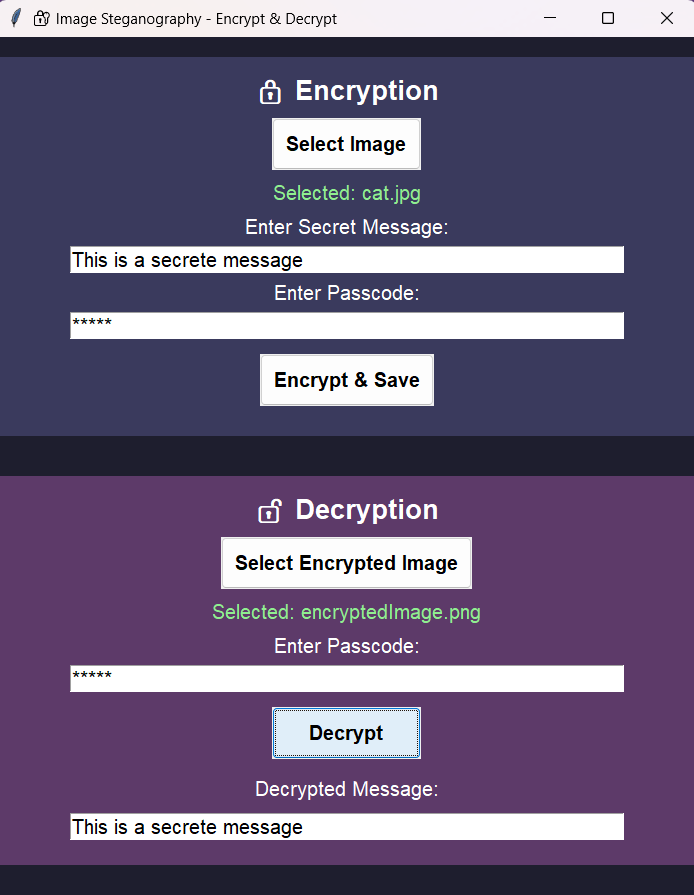 Image Steganography - Encrypt & Decrypt
Encryption
Select Image
Selected: cat.jpg
Enter Secret Message:
This is a secrete message
Enter Passcode:
*****
Encrypt & Save
Decryption
Select Encrypted Image
Selected: encryptedImage.png
Enter Passcode:
*****
Decrypt
Decrypted Message:
This is a secrete message